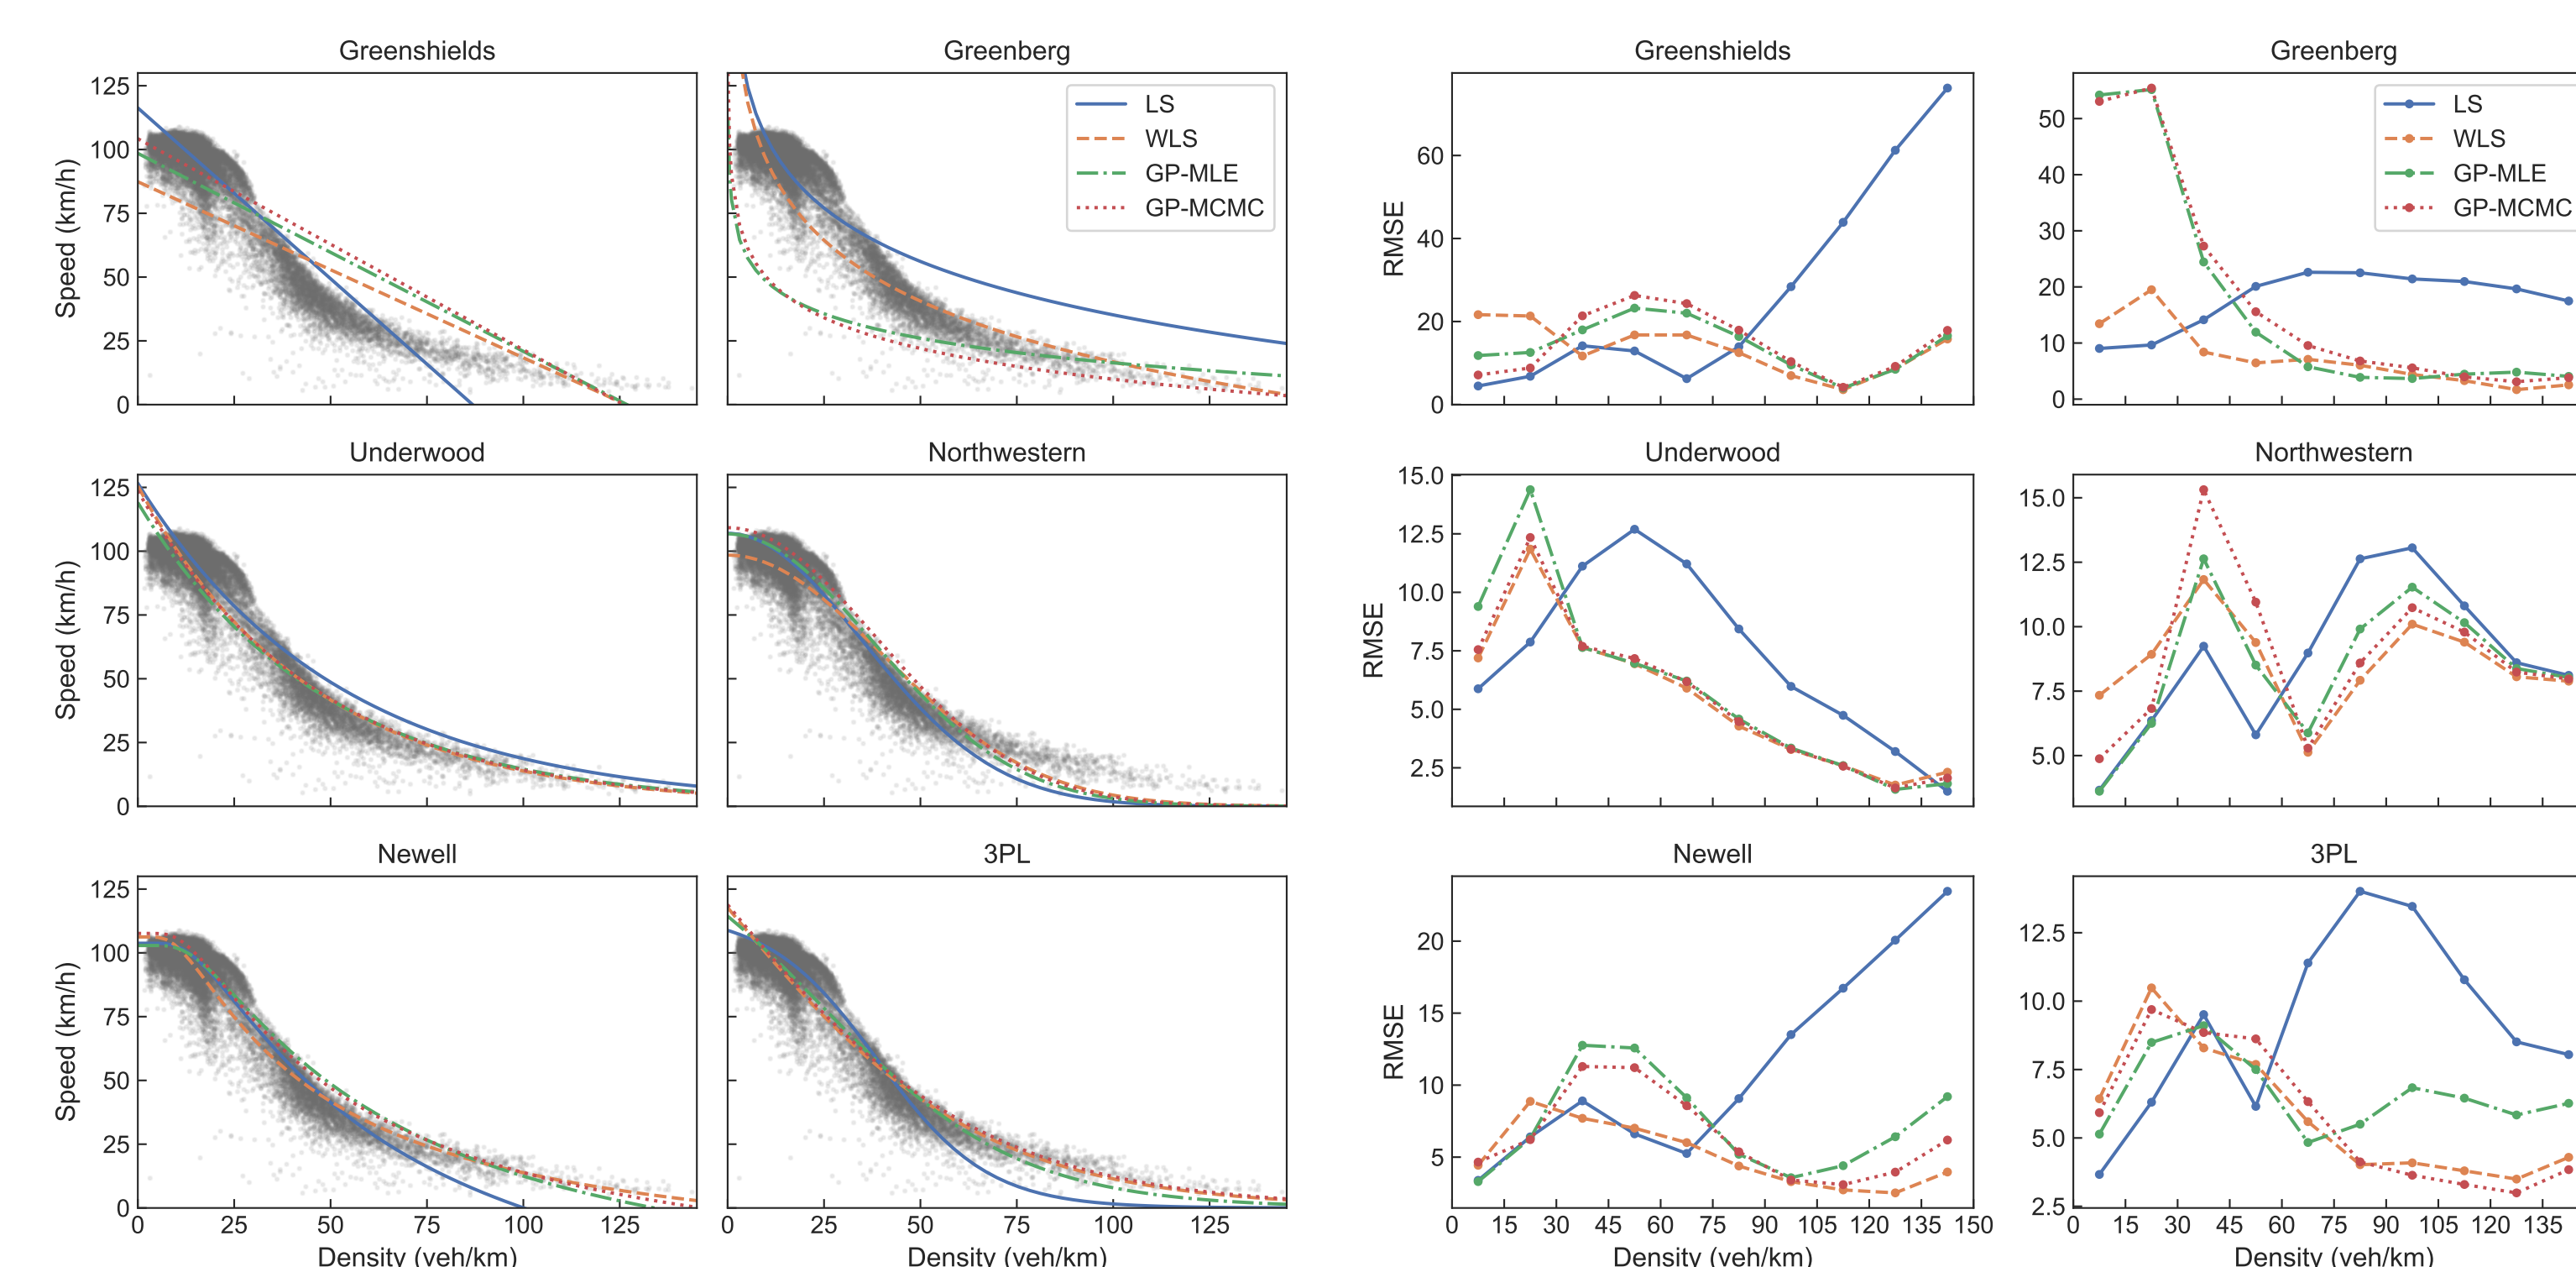 Greenshields
Greenberg
Greenshields
Greenberg
125
100
75
50
25
0
Speed (km/h)
LS
WLS
GP-MLE
GP-MCMC
60
40
20
0
RMSE
50
40
30
20
10
0
LS
WLS
GP-MLE
GP-MCMC
Underwood
Northwestern
Underwood
Northwestern
125
100
75
50
25
0
Speed (km/h)
15.0
12.5
10.0
7.5
5.0
2.5
RMSE
15.0
12.5
10.0
7.5
5.0
Newell
3PL
Newell
3PL
125
100
75
50
25
0
Speed (km/h)
20
15
10
5
RMSE
12.5
10.0
7.5
5.0
2.5
0 25 50 75 100 125
0 25 50 75 100 125
0 15 30 45 60 75 90 105 120 135 150
0 15 30 45 60 75 90 105 120 135
Density (veh/km)
Density (veh/km)
Density (veh/km)
Density (veh/km)